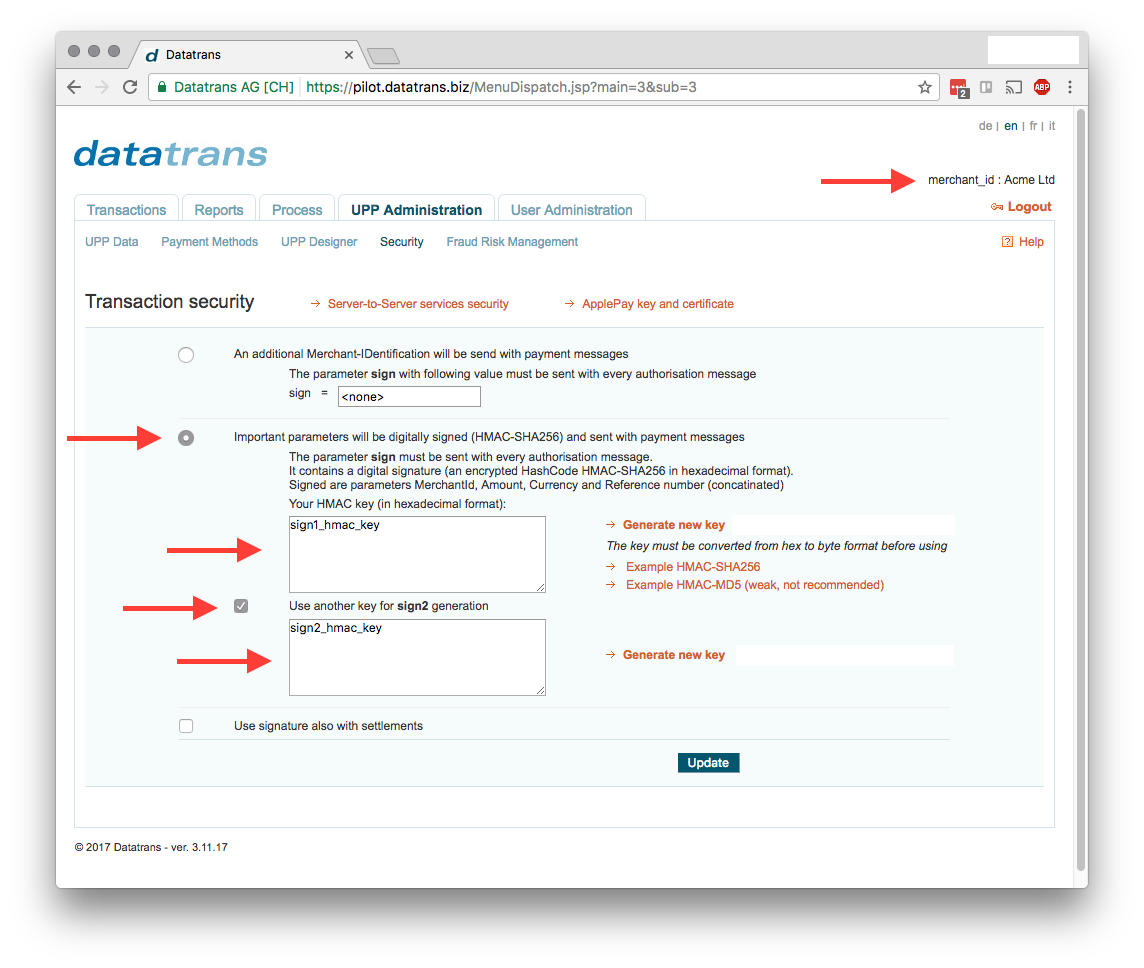 d Datatrans ×
Datatrans AG [CH] https://pilot.datatrans.biz/MenuDispatch.jsp?main=3&sub=3
2
ABP
de | en | fr | it
datatrans
merchant_id : Acme Ltd
Transactions Reports Process UPP Administration User Administration
Logout
UPP Data Payment Methods UPP Designer Security Fraud Risk Management
? Help
Transaction security → Server-to-Server services security → ApplePay key and certificate
An additional Merchant-IDentification will be send with payment messages
The parameter sign with following value must be sent with every authorisation message
sign = <none>
Important parameters will be digitally signed (HMAC-SHA256) and sent with payment messages
The parameter sign must be sent with every authorisation message.
It contains a digital signature (an encrypted HashCode HMAC-SHA256 in hexadecimal format).
Signed are parameters MerchantId, Amount, Currency and Reference number (concatinated)
Your HMAC key (in hexadecimal format):
sign1_hmac_key
→ Generate new key
The key must be converted from hex to byte format before using
→ Example HMAC-SHA256
→ Example HMAC-MD5 (weak, not recommended)
Use another key for sign2 generation
sign2_hmac_key
→ Generate new key
Use signature also with settlements
Update
© 2017 Datatrans - ver. 3.11.17